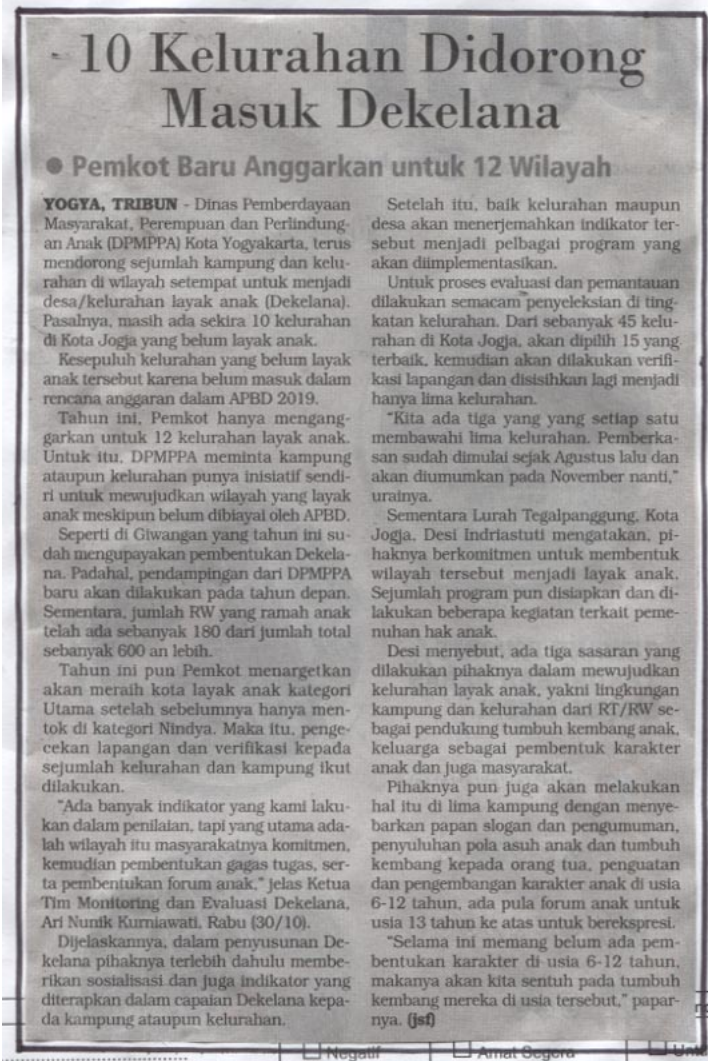 10 Kelurahan Didorong
Masuk Dekelana
● Pemkot Baru Anggarkan untuk 12 Wilayah
YOGYA, TRIBUN - Dinas Pemberdayaan
Masyarakat, Perempuan dan Perlindung-
an Anak (DPMPPA) Kota Yogyakarta, terus
mendorong sejumlah kampung dan kelu-
rahan di wilayah setempat untuk menjadi
desa/kelurahan layak anak (Dekelana).
Pasalnya, masih ada sekira 10 kelurahan
di Kota Jogja yang belum layak anak.
Kesepuluh kelurahan yang belum layak
anak tersebut karena belum masuk dalam
rencana anggaran dalam APBD 2019.
Tahun ini, Pemkot hanya mengang-
garkan untuk 12 kelurahan layak anak.
Untuk itu, DPMPPA meminta kampung
ataupun kelurahan punya inisiatif sendi-
ri untuk mewujudkan wilayah yang layak
anak meskipun belum dibiayai oleh APBD.
Seperti di Giwangan yang tahun ini su-
dah mengupayakan pembentukan Dekela-
na. Padahal, pendampingan dari DPMPPA
baru akan dilakukan pada tahun depan.
Sementara, jumlah RW yang ramah anak
telah ada sebanyak 180 dari jumlah total
sebanyak 600 an lebih.
Tahun ini pun Pemkot menargetkan
akan meraih kota layak anak kategori
Utama setelah sebelumnya hanya men-
tok di kategori Nindya. Maka itu, penge-
cekan lapangan dan verifikasi kepada
sejumlah kelurahan dan kampung ikut
dilakukan.
"Ada banyak indikator yang kami laku-
kan dalam penilaian, tapi yang utama ada-
lah wilayah itu masyarakatnya komitmen,
kemudian pembentukan gagas tugas, ser-
ta pembentukan forum anak," jelas Ketua
Tim Monitoring dan Evaluasi Dekelana,
Ari Nunik Kurniawati, Rabu (30/10).
Dijelaskannya, dalam penyusunan De-
kelana pihaknya terlebih dahulu membe-
rikan sosialisasi dan juga indikator yang
diterapkan dalam capaian Dekelana kepa-
da kampung ataupun kelurahan.
Setelah itu, baik kelurahan maupun
desa akan menerjemahkan indikator ter-
sebut menjadi pelbagai program yang
akan diimplementasikan.
Untuk proses evaluasi dan pemantauan
dilakukan semacam penyeleksian di ting-
katan kelurahan. Dari sebanyak 45 kelu-
rahan di Kota Jogja, akan dipilih 15 yang
terbaik, kemudian akan dilakukan verifi-
kasi lapangan dan disisihkan lagi menjadi
hanya lima kelurahan.
"Kita ada tiga yang yang setiap satu
membawahi lima kelurahan. Pemberka-
san sudah dimulai sejak Agustus lalu dan
akan diumumkan pada November nanti,"
urainya.
Sementara Lurah Tegalpanggung, Kota
Jogja, Desi Indriastuti mengatakan, pi-
haknya berkomitmen untuk membentuk
wilayah tersebut menjadi layak anak.
Sejumlah program pun disiapkan dan di-
lakukan beberapa kegiatan terkait peme-
nuhan hak anak.
Desi menyebut, ada tiga sasaran yang
dilakukan pihaknya dalam mewujudkan
kelurahan layak anak, yakni lingkungan
kampung dan kelurahan dari RT/RW se-
bagai pendukung tumbuh kembang anak,
keluarga sebagai pembentuk karakter
anak dan juga masyarakat.
Pihaknya pun juga akan melakukan
hal itu di lima kampung dengan menye-
barkan papan slogan dan pengumuman,
penyuluhan pola asuh anak dan tumbuh
kembang kepada orang tua, penguatan
dan pengembangan karakter anak di usia
6-12 tahun, ada pula forum anak untuk
usia 13 tahun ke atas untuk berekspresi.
"Selama ini memang belum ada pem-
bentukan karakter di usia 6-12 tahun,
makanya akan kita sentuh pada tumbuh
kembang mereka di usia tersebut," papar-
nya. (jsf)
Negatif
Amat Segera